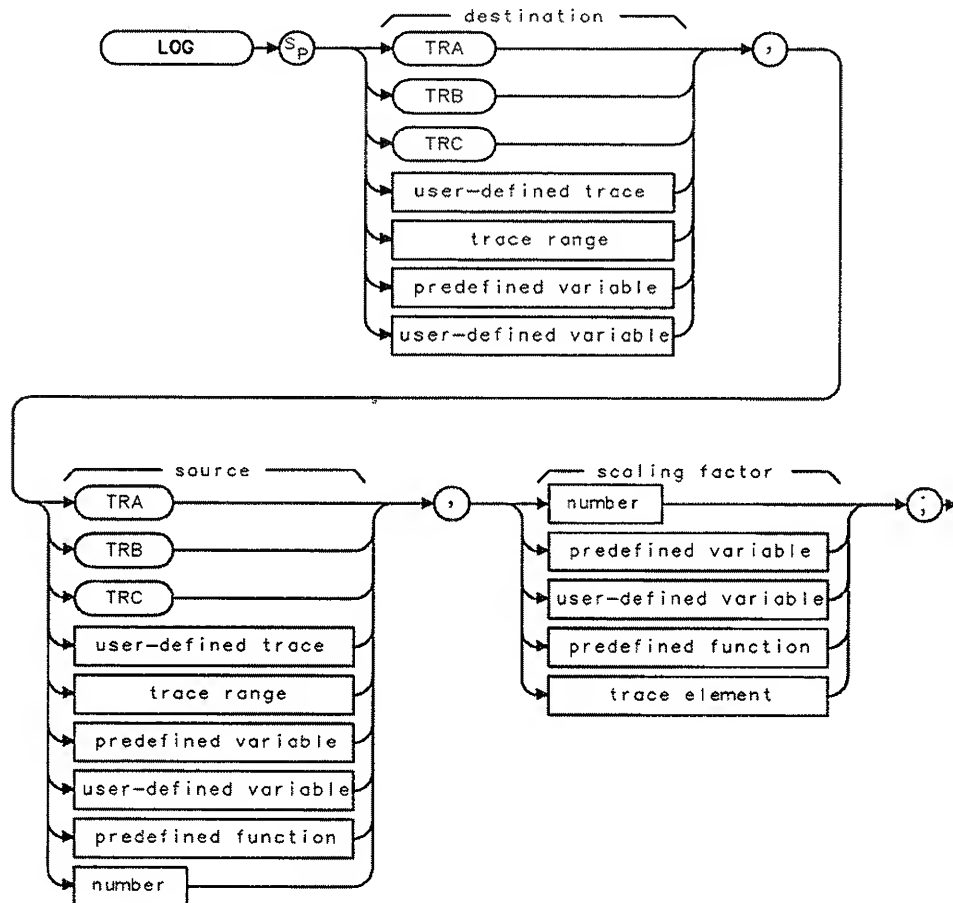 destination
LOG SP TRA ,
TRB
TRC
user-defined trace
trace range
predefined variable
user-defined variable
source
TRA ,
TRB
TRC
user-defined trace
trace range
predefined variable
user-defined variable
predefined function
number
scaling factor
number ;
predefined variable
user-defined variable
predefined function
trace element